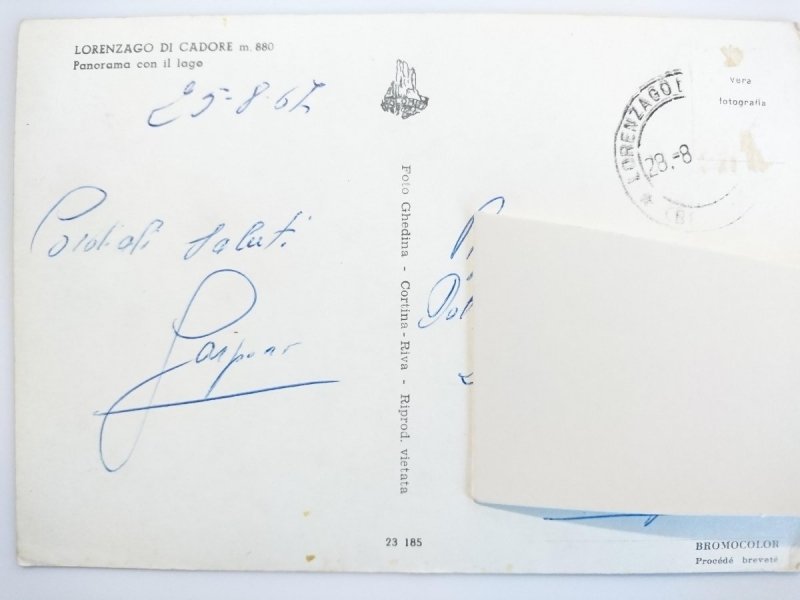 LORENZAGO DI CADORE m. 880
Panorama con il lago
25-8-67
Cordiali saluti
Foto Ghedina - Cortina - Riva - Riprod. vietata
vera
fotografia
LORENZAGO
28.-8
23 185
BROMOCOLOR
Procédé breveté